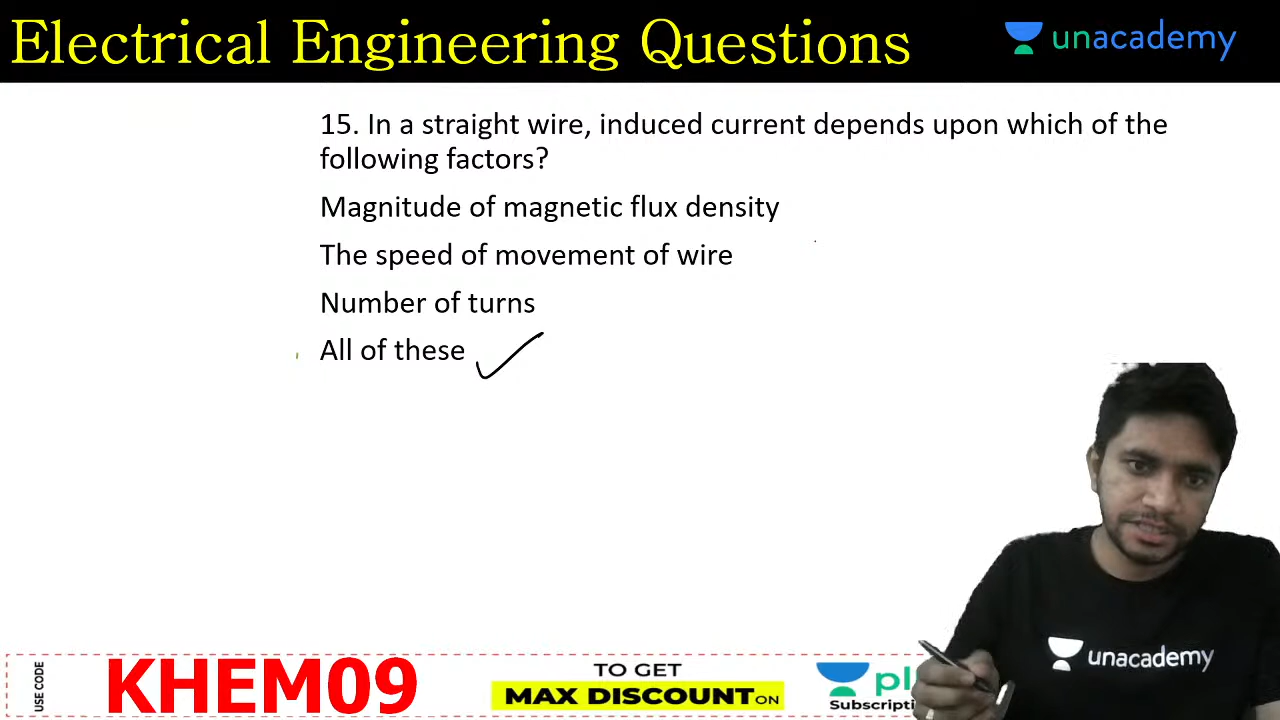 Electrical Engineering Questions
unacademy
15. In a straight wire, induced current depends upon which of the
following factors?
Magnitude of magnetic flux density
The speed of movement of wire
Number of turns
All of these
unacademy
USE CODE
KHEM09
TO GET
MAX DISCOUNT ON
pl
Subscripti